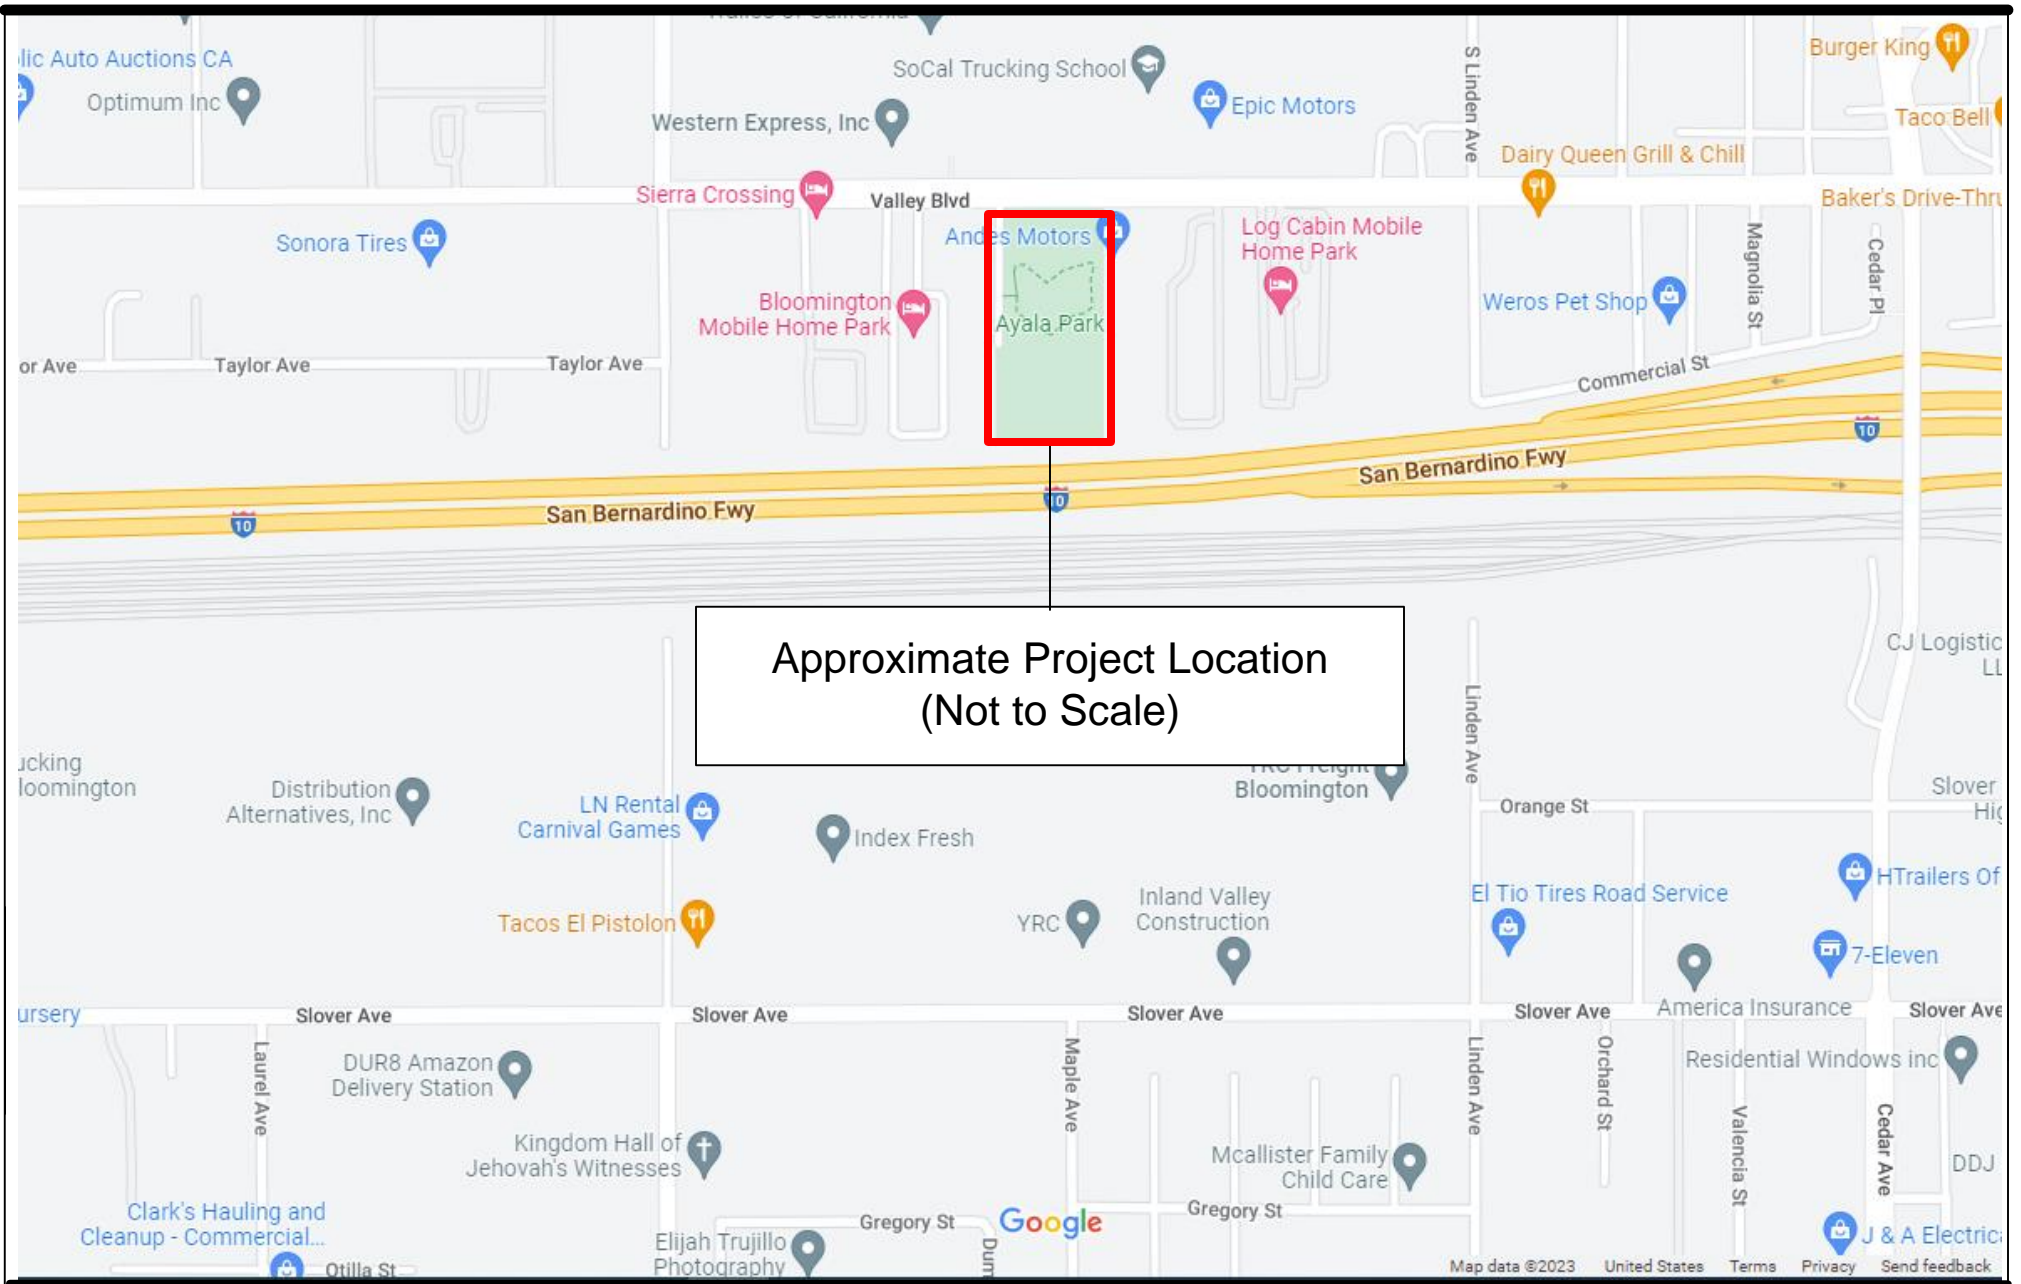 lic Auto Auctions CA
Optimum Inc
SoCal Trucking School
Western Express, Inc
Epic Motors
S Linden Ave
Burger King
Taco Bell
Dairy Queen Grill & Chill
Baker's Drive-Thru
Sierra Crossing
Valley Blvd
Sonora Tires
Andes Motors
Log Cabin Mobile
Home Park
Magnolia St
Cedar Pl
Bloomington
Mobile Home Park
Ayala Park
Weros Pet Shop
or Ave
Taylor Ave
Taylor Ave
Commercial St
10
San Bernardino Fwy
10
San Bernardino Fwy
10
Approximate Project Location
(Not to Scale)
CJ Logistic
LL
Linden Ave
ucking
loomington
Distribution
Alternatives, Inc
LN Rental
Carnival Games
Index Fresh
Bloomington
Orange St
Slover
Hig
HTrailers Of
El Tio Tires Road Service
Inland Valley
Construction
YRC
Tacos El Pistolon
7-Eleven
America Insurance
ursery
Slover Ave
Slover Ave
Slover Ave
Slover Ave
Slover Ave
Laurel Ave
DUR8 Amazon
Delivery Station
Maple Ave
Linden Ave
Orchard St
Residential Windows inc
Valencia St
Cedar Ave
Kingdom Hall of
Jehovah's Witnesses
Mcallister Family
Child Care
DDJ
Clark's Hauling and
Cleanup - Commercial...
Otilla St
Elijah Trujillo
Photography
Gregory St
Dum
Google
Gregory St
J & A Electrica
Map data ©2023 United States Terms Privacy Send feedback